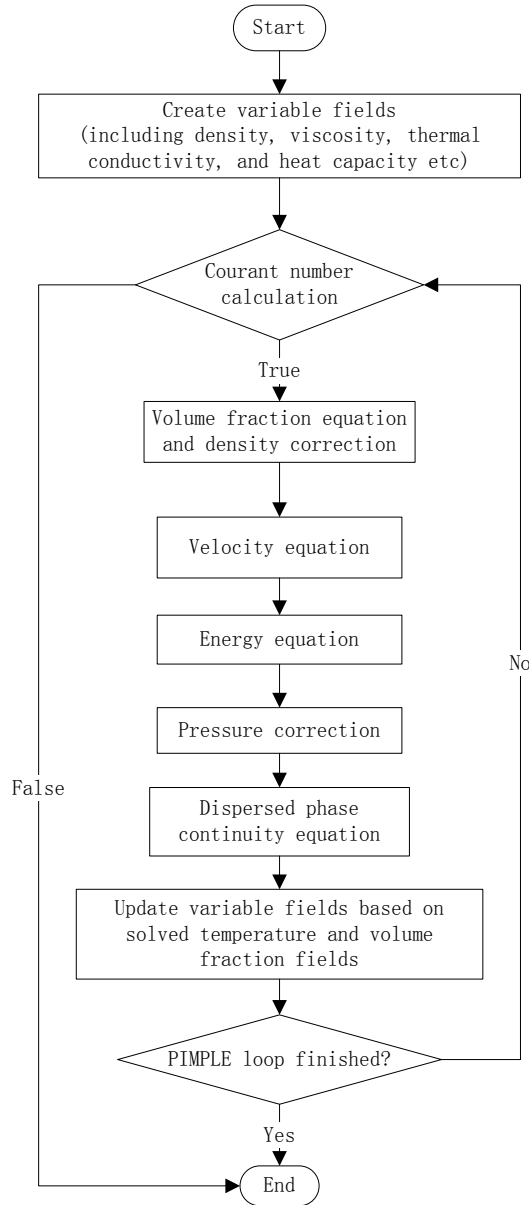 Start
Create variable fields
(including density, viscosity, thermal
conductivity, and heat capacity etc)
Courant number
calculation
True
Volume fraction equation
and density correction
Velocity equation
Energy equation
No
Pressure correction
False
Dispersed phase
continuity equation
Update variable fields based on
solved temperature and volume
fraction fields
PIMPLE loop finished?
Yes
End